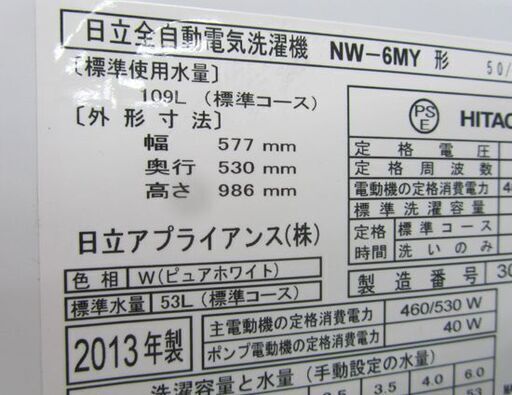 日立全自動電気洗濯機 NW-6MY 形 50/
〔標準使用水量〕
109L (標準コース)
〔外形寸法〕
幅 577 mm
奥行 530 mm
高さ 986 mm
日立アプライアンス(株)
色相 W(ピュアホワイト)
標準水量 53L (標準コース)
2013年製
主電動機の定格消費電力 460/530 W
ポンプ電動機の定格消費電力 40 W
洗濯容量と水量 (手動設定の水量)
3.5 4.0 6.0
53
PS
E
HITAC
定格電圧
定格周波数
電動機の定格消費電力 4
標準洗濯容量
定格時間 標準コース
洗いのみ
製造番号 30